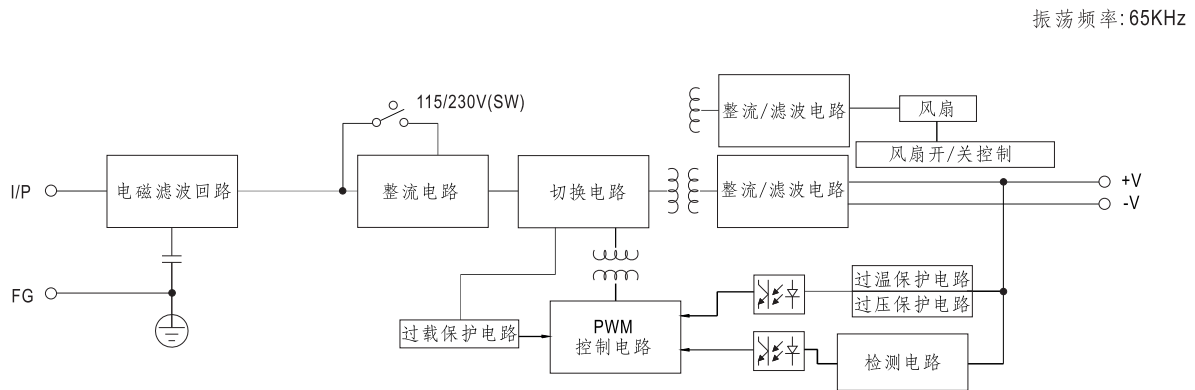 振荡频率: 65KHz
115/230V(SW)
整流/滤波电路
风扇
风扇开/关控制
I/P
电磁滤波回路
整流电路
切换电路
整流/滤波电路
+V
-V
FG
过温保护电路
过压保护电路
过载保护电路
PWM
控制电路
检测电路